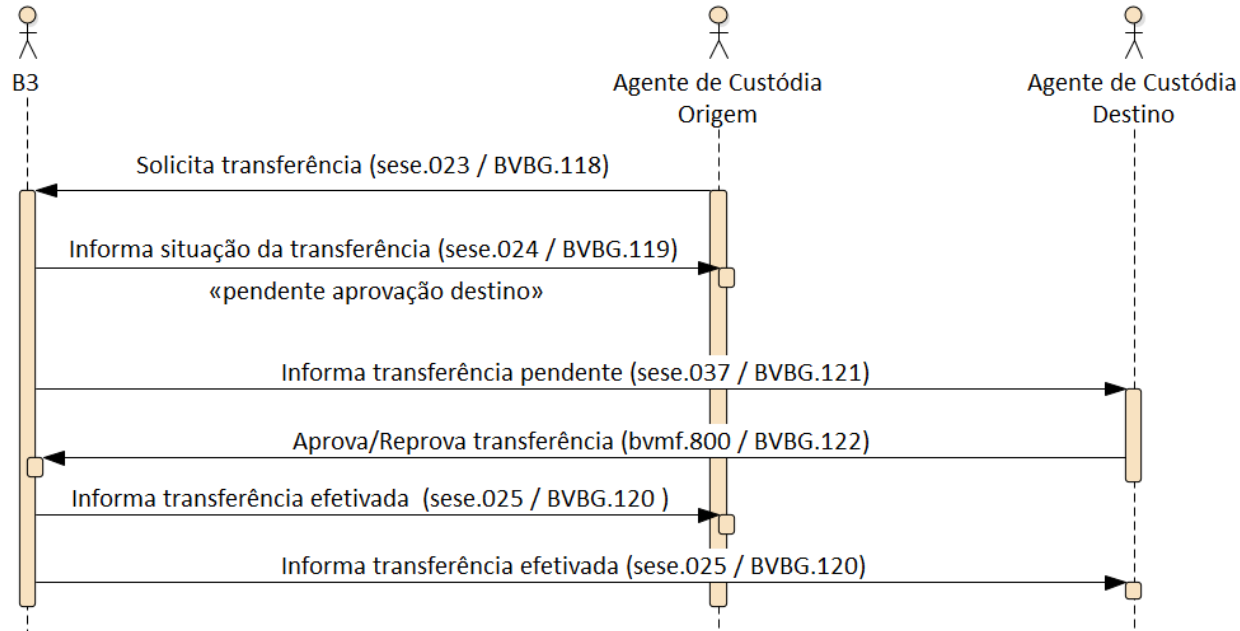 B3
Agente de Custódia
Origem
Agente de Custódia
Destino
Solicita transferência (sese.023 / BVBG.118)
Informa situação da transferência (sese.024 / BVBG.119)
«pendente aprovação destino»
Informa transferência pendente (sese.037 / BVBG.121)
Aprova/Reprova transferência (bvmf.800 / BVBG.122)
Informa transferência efetivada (sese.025 / BVBG.120 )
Informa transferência efetivada (sese.025 / BVBG.120)